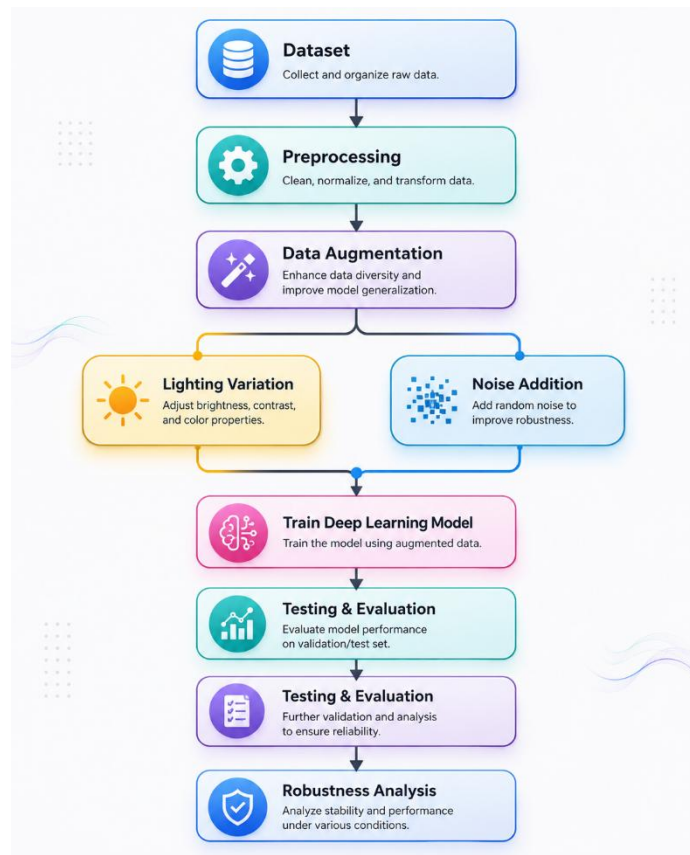 Dataset
Collect and organize raw data.
Preprocessing
Clean, normalize, and transform data.
Data Augmentation
Enhance data diversity and
improve model generalization.
Lighting Variation
Adjust brightness, contrast,
and color properties.
Noise Addition
Add random noise to
improve robustness.
Train Deep Learning Model
Train the model using augmented data.
Testing & Evaluation
Evaluate model performance
on validation/test set.
Testing & Evaluation
Further validation and analysis
to ensure reliability.
Robustness Analysis
Analyze stability and performance
under various conditions.